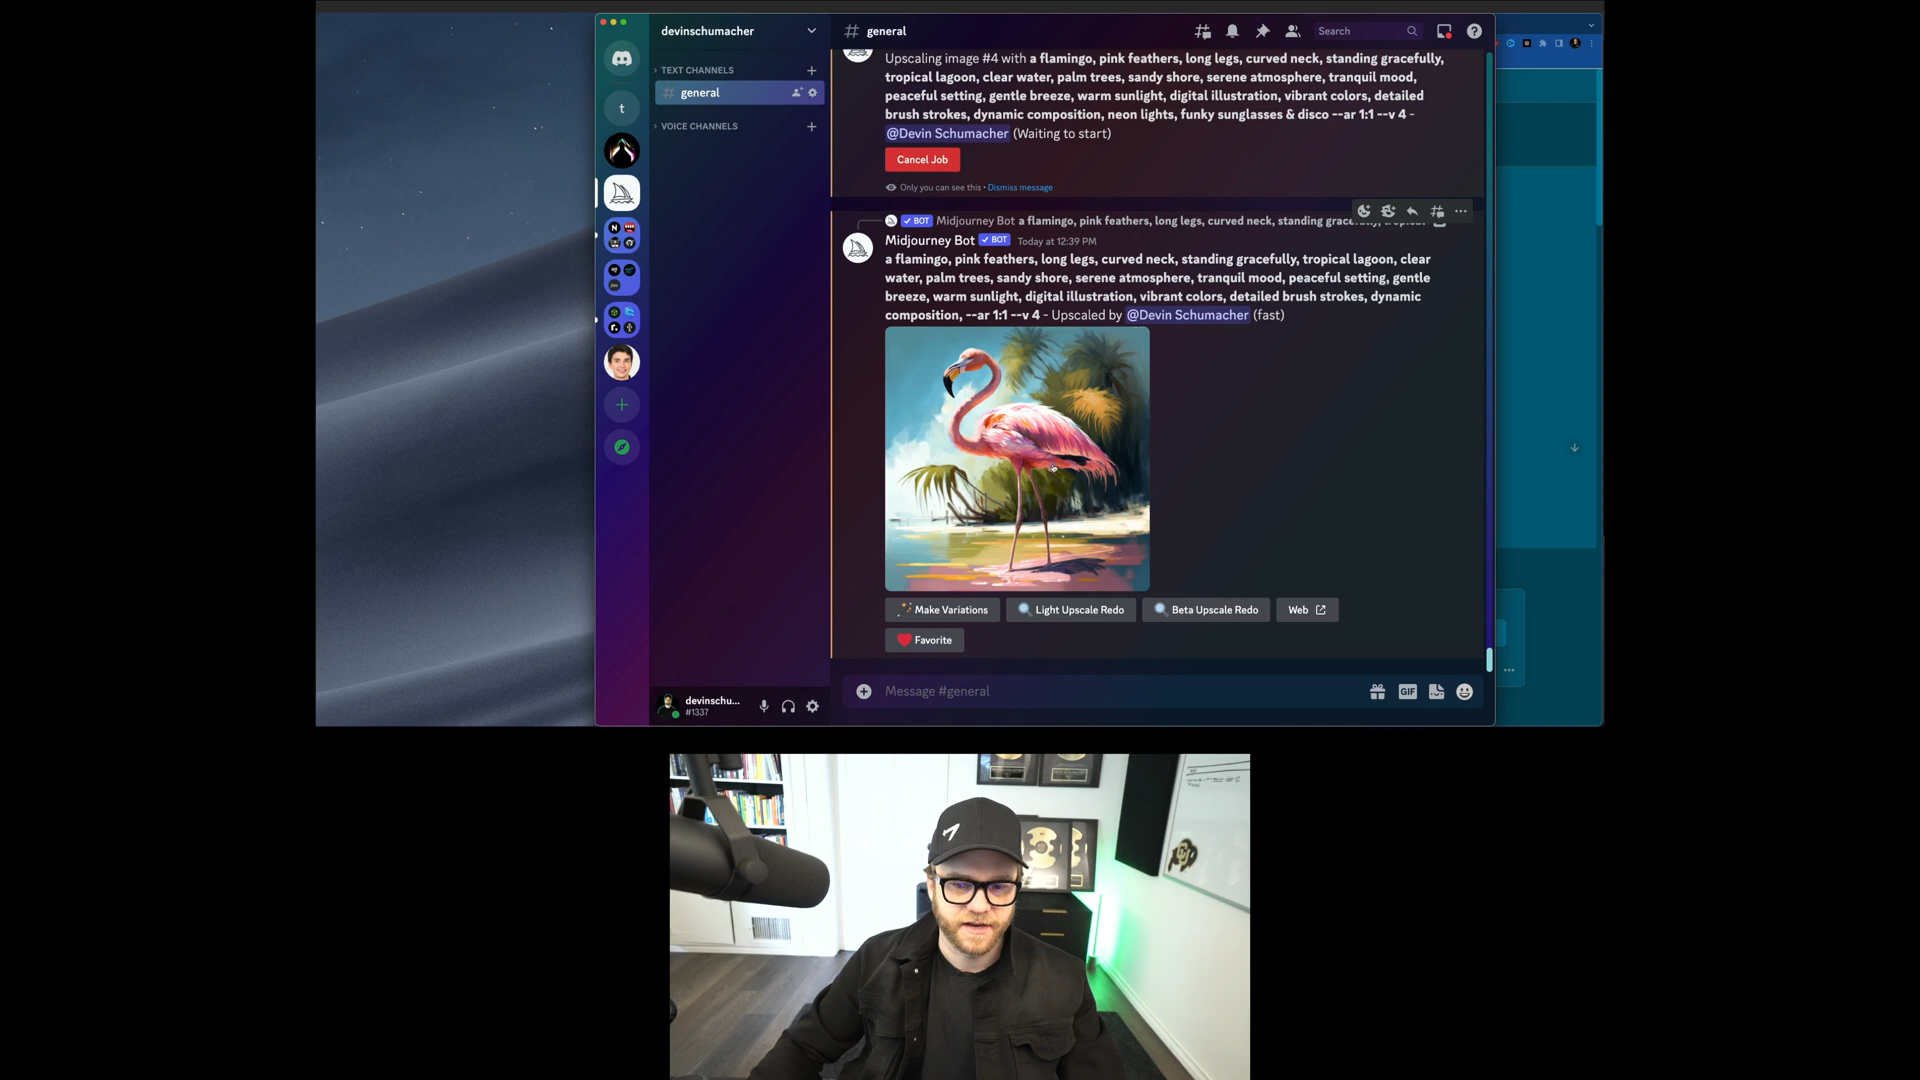 devinschumacher
general
Search
TEXT CHANNELS
general
VOICE CHANNELS
t
Upscaling image #4 with a flamingo, pink feathers, long legs, curved neck, standing gracefully,
tropical lagoon, clear water, palm trees, sandy shore, serene atmosphere, tranquil mood,
peaceful setting, gentle breeze, warm sunlight, digital illustration, vibrant colors, detailed
brush strokes, dynamic composition, neon lights, funky sunglasses & disco --ar 1:1 --v 4 -
@Devin Schumacher (Waiting to start)
Cancel Job
Only you can see this • Dismiss message
BOT Midjourney Bot a flamingo, pink feathers, long legs, curved neck, standing
Midjourney Bot BOT Today at 12:39 PM
a flamingo, pink feathers, long legs, curved neck, standing gracefully, tropical lagoon, clear
water, palm trees, sandy shore, serene atmosphere, tranquil mood, peaceful setting, gentle
breeze, warm sunlight, digital illustration, vibrant colors, detailed brush strokes, dynamic
composition, --ar 1:1 --v 4 - Upscaled by @Devin Schumacher (fast)
Make Variations
Light Upscale Redo
Beta Upscale Redo
Web
Favorite
devinschu...
#1337
Message #general
GIF